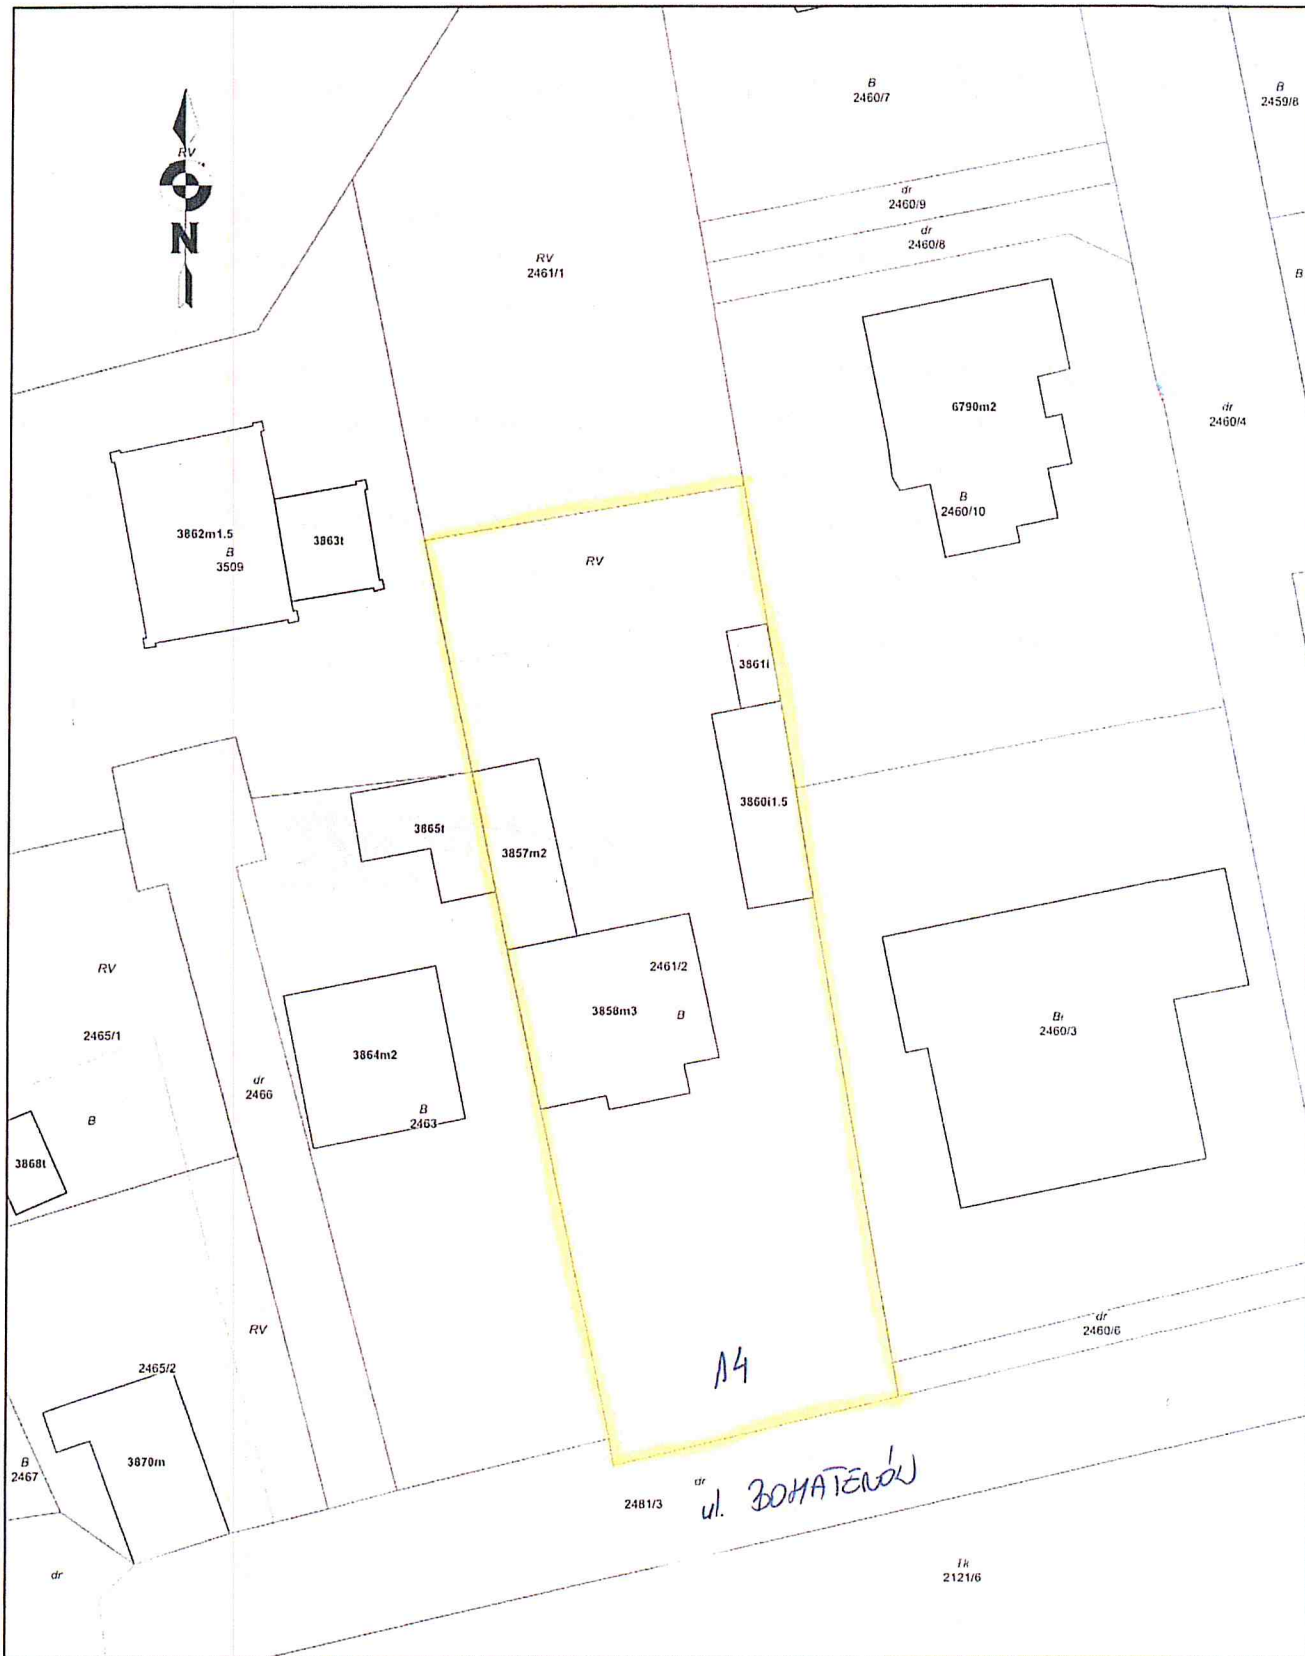 B
2460/7
B
2459/8
RV
N
dr
2460/9
dr
2460/8
RV
2461/1
B
6790m2
dr
2460/4
B
2460/10
3862m1.5
B
3509
3863t
RV
3861i
3860i1.5
3865t
3857m2
RV
2461/2
2465/1
3858m3
B
Bi
2460/3
3864m2
dr
2466
B
2463
B
3868t
RV
dr
2460/6
2465/2
14
B
2467
3870m
dr
2481/3
ul. BOHATERÓW
Tk
2121/6
dr